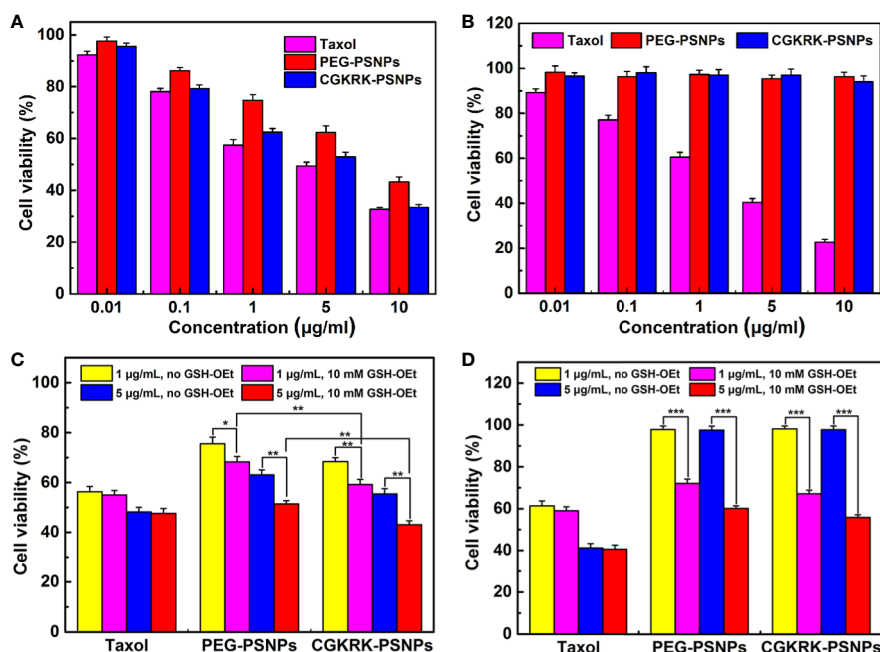 A
Taxol
PEG-PSNPs
CGKRK-PSNPs
Cell viability (%)
100
80
60
40
20
0
0.01 0.1 1 5 10
Concentration (µg/ml)
B
Taxol PEG-PSNPs CGKRK-PSNPs
Cell viability (%)
120
100
80
60
40
20
0
0.01 0.1 1 5 10
Concentration (µg/ml)
C
1 µg/mL, no GSH-OEt 1 µg/mL, 10 mM GSH-OEt
5 µg/mL, no GSH-OEt 5 µg/mL, 10 mM GSH-OEt
Cell viability (%)
100
80
60
40
20
0
**
*
**
**
**
**
Taxol PEG-PSNPs CGKRK-PSNPs
D
1 µg/mL, no GSH-OEt 1 µg/mL, 10 mM GSH-OEt
5 µg/mL, no GSH-OEt 5 µg/mL, 10 mM GSH-OEt
Cell viability (%)
120
100
80
60
40
20
0
*** *** *** ***
Taxol PEG-PSNPs CGKRK-PSNPs